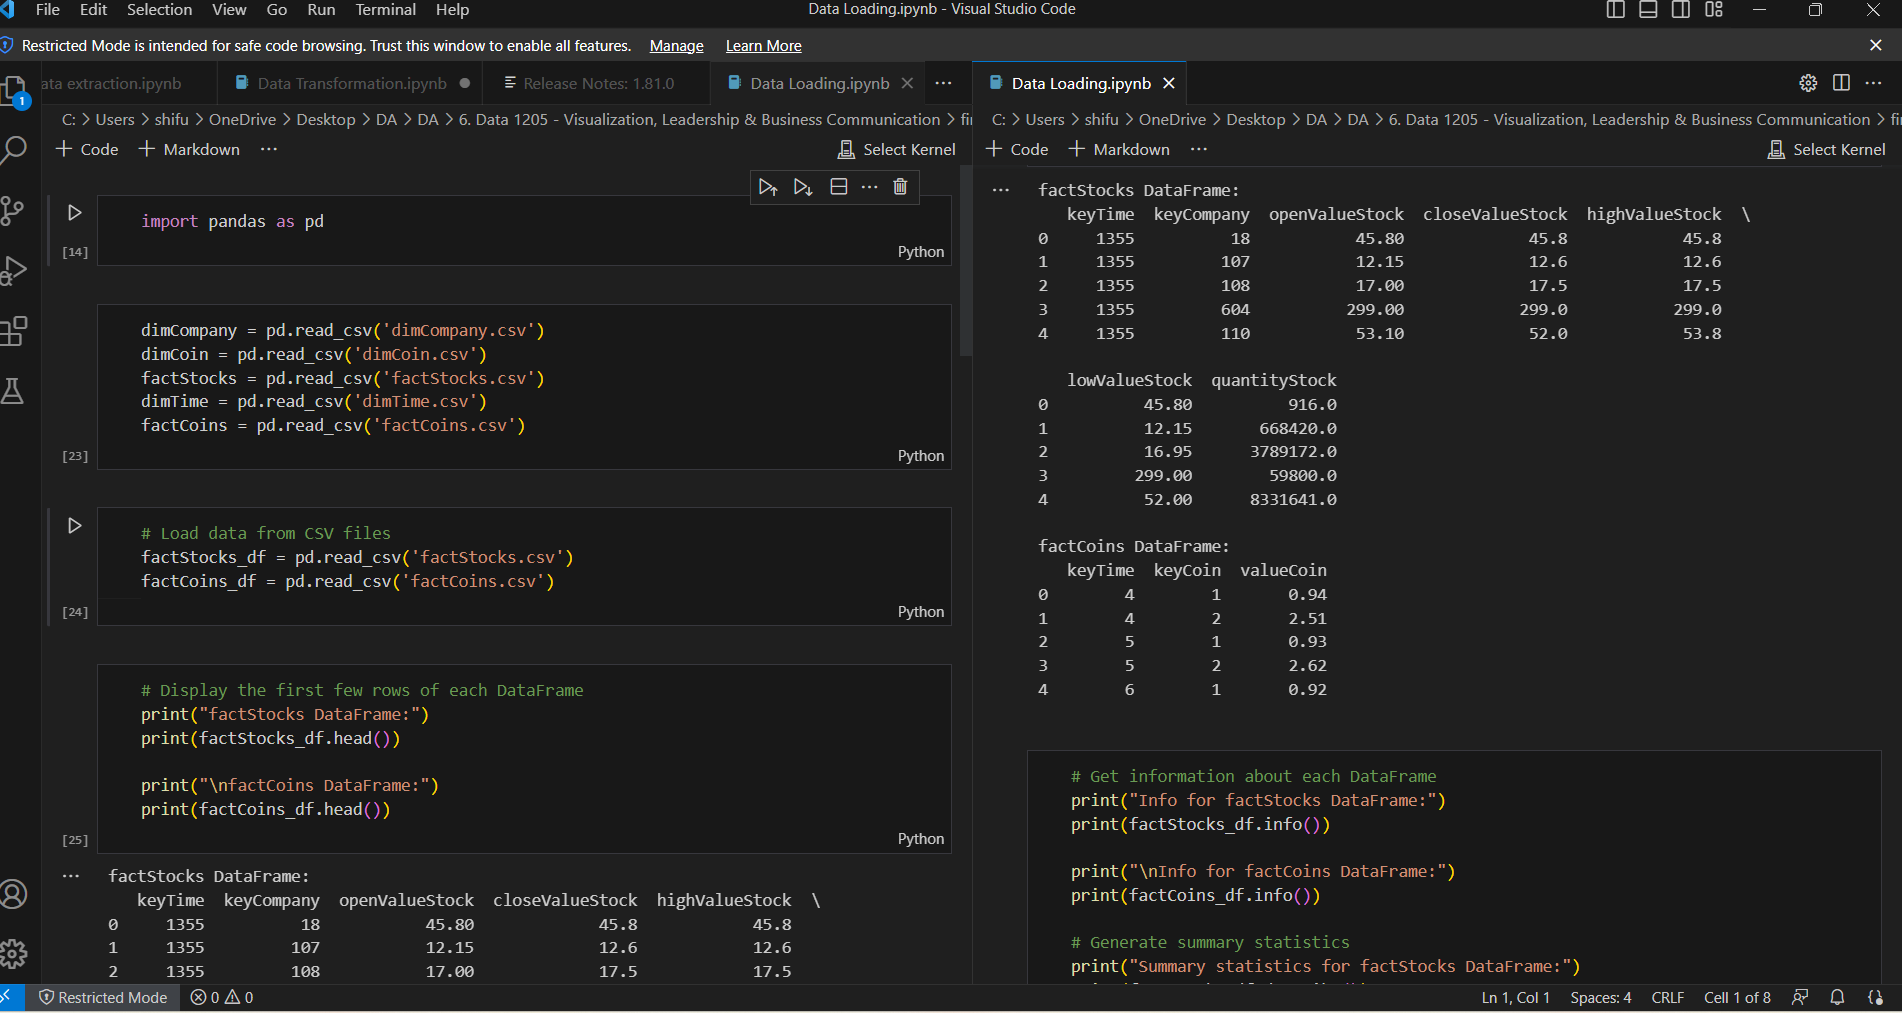 File Edit Selection View Go Run Terminal Help
Data Loading.ipynb - Visual Studio Code
Restricted Mode is intended for safe code browsing. Trust this window to enable all features. Manage Learn More
1
ata extraction.ipynb
Data Transformation.ipynb
Release Notes: 1.81.0
Data Loading.ipynb
C: > Users > shifu > OneDrive > Desktop > DA > DA > 6. Data 1205 - Visualization, Leadership & Business Communication > fi
+ Code + Markdown ···
Select Kernel
import pandas as pd
[14]
Python
dimCompany = pd.read_csv('dimCompany.csv')
dimCoin = pd.read_csv('dimCoin.csv')
factStocks = pd.read_csv('factStocks.csv')
dimTime = pd.read_csv('dimTime.csv')
factCoins = pd.read_csv('factCoins.csv')
[23]
Python
# Load data from CSV files
factStocks_df = pd.read_csv('factStocks.csv')
factCoins_df = pd.read_csv('factCoins.csv')
[24]
Python
# Display the first few rows of each DataFrame
print("factStocks DataFrame:")
print(factStocks_df.head())
print("\nfactCoins DataFrame:")
print(factCoins_df.head())
[25]
Python
factStocks DataFrame:
keyTime keyCompany openValueStock closeValueStock highValueStock \
0 1355 18 45.80 45.8 45.8
1 1355 107 12.15 12.6 12.6
2 1355 108 17.00 17.5 17.5
Data Loading.ipynb
C: > Users > shifu > OneDrive > Desktop > DA > DA > 6. Data 1205 - Visualization, Leadership & Business Communication > fi
+ Code + Markdown ···
Select Kernel
factStocks DataFrame:
keyTime keyCompany openValueStock closeValueStock highValueStock \
0 1355 18 45.80 45.8 45.8
1 1355 107 12.15 12.6 12.6
2 1355 108 17.00 17.5 17.5
3 1355 604 299.00 299.0 299.0
4 1355 110 53.10 52.0 53.8
lowValueStock quantityStock
0 45.80 916.0
1 12.15 668420.0
2 16.95 3789172.0
3 299.00 59800.0
4 52.00 8331641.0
factCoins DataFrame:
keyTime keyCoin valueCoin
0 4 1 0.94
1 4 2 2.51
2 5 1 0.93
3 5 2 2.62
4 6 1 0.92
# Get information about each DataFrame
print("Info for factStocks DataFrame:")
print(factStocks_df.info())
print("\nInfo for factCoins DataFrame:")
print(factCoins_df.info())
# Generate summary statistics
print("Summary statistics for factStocks DataFrame:")
Restricted Mode 0 0
Ln 1, Col 1 Spaces: 4 CRLF Cell 1 of 8